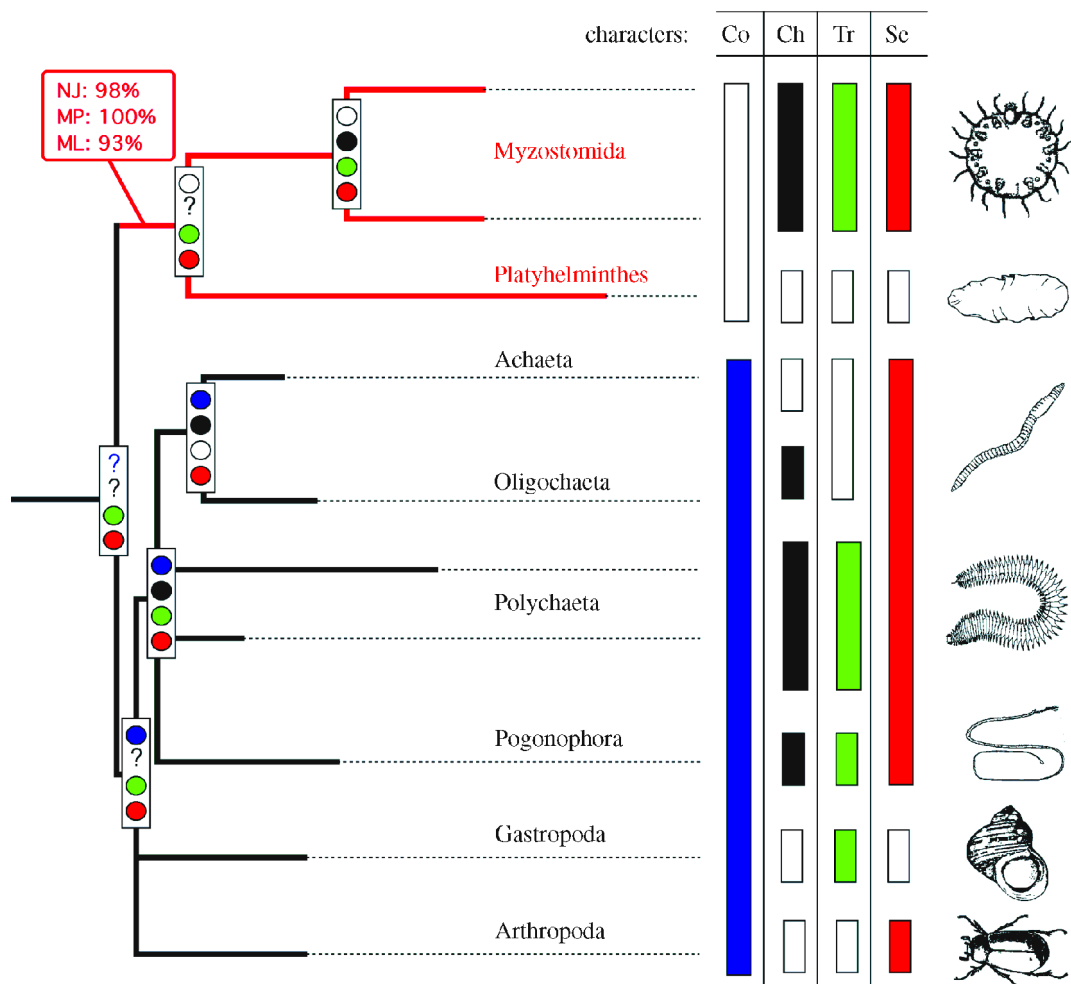 characters: Co Ch Tr Se
NJ: 98%
MP: 100%
ML: 93%
Myzostomida
?
Platyhelminthes
Achaeta
?
?
Oligochaeta
Polychaeta
Pogonophora
?
Gastropoda
Arthropoda